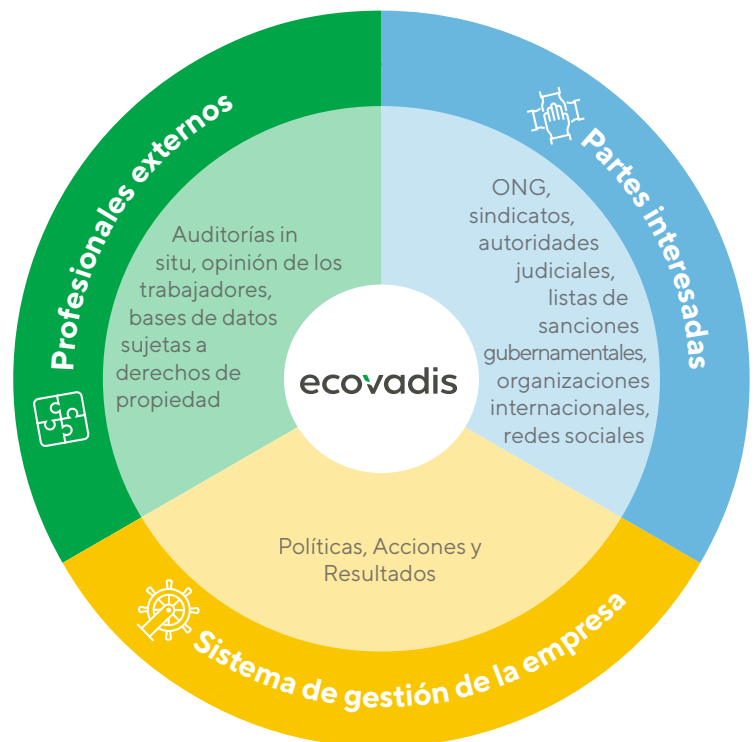 Profesionales externos
Auditorías in
situ, opinión de los
trabajadores,
bases de datos
sujetas a
derechos de
propiedad
Partes interesadas
ONG,
sindicatos,
autoridades
judiciales,
listas de
sanciones
gubernamentales,
organizaciones
internacionales,
redes sociales
ecovadis
Políticas, Acciones y
Resultados
Sistema de gestión de la empresa